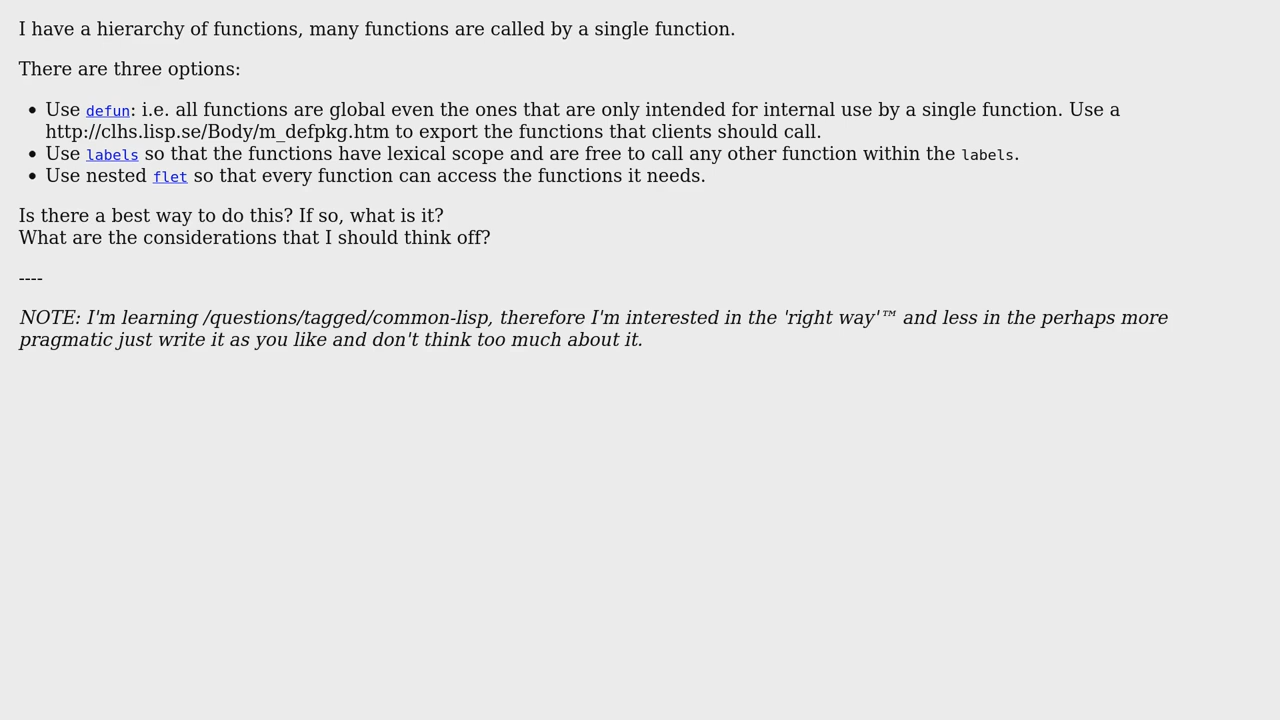 I have a hierarchy of functions, many functions are called by a single function.
There are three options:
• Use defun: i.e. all functions are global even the ones that are only intended for internal use by a single function. Use a
http://clhs.lisp.se/Body/m_defpkg.htm to export the functions that clients should call.
• Use labels so that the functions have lexical scope and are free to call any other function within the labels.
• Use nested flet so that every function can access the functions it needs.
Is there a best way to do this? If so, what is it?
What are the considerations that I should think off?
----
NOTE: I'm learning /questions/tagged/common-lisp, therefore I'm interested in the 'right way'™ and less in the perhaps more
pragmatic just write it as you like and don't think too much about it.